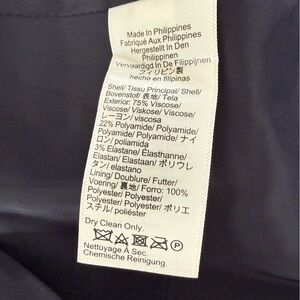 Made In Philippines
Fabriqué Aux Philippines
Hergestellt In Den
Philippinen
Vervaardigd In De Filippijnen
フィリピン製
hecho en filipinas
Shell/ Tissu Principal/ Shell/
Bovenstof/ 表地/ Tela
Exterior: 75% Viscose/
Viscose/ Viskose/ Viscose/
レーヨン/ viscosa
22% Polyamide/ Polyamide/
Polyamide/ Polyamide/ ナイ
ロン/ poliamida
3% Elastane/ Élasthanne/
Elastan/ Elastaan/ ポリウレ
タン/ elastano
Lining/ Doublure/ Futter/
Voering/ 裏地/ Forro: 100%
Polyester/ Polyester/
Polyester/ Polyester/ ポリエ
ステル/ poliéster
Dry Clean Only.
P
Nettoyage À Sec.
Chemische Reinigung.